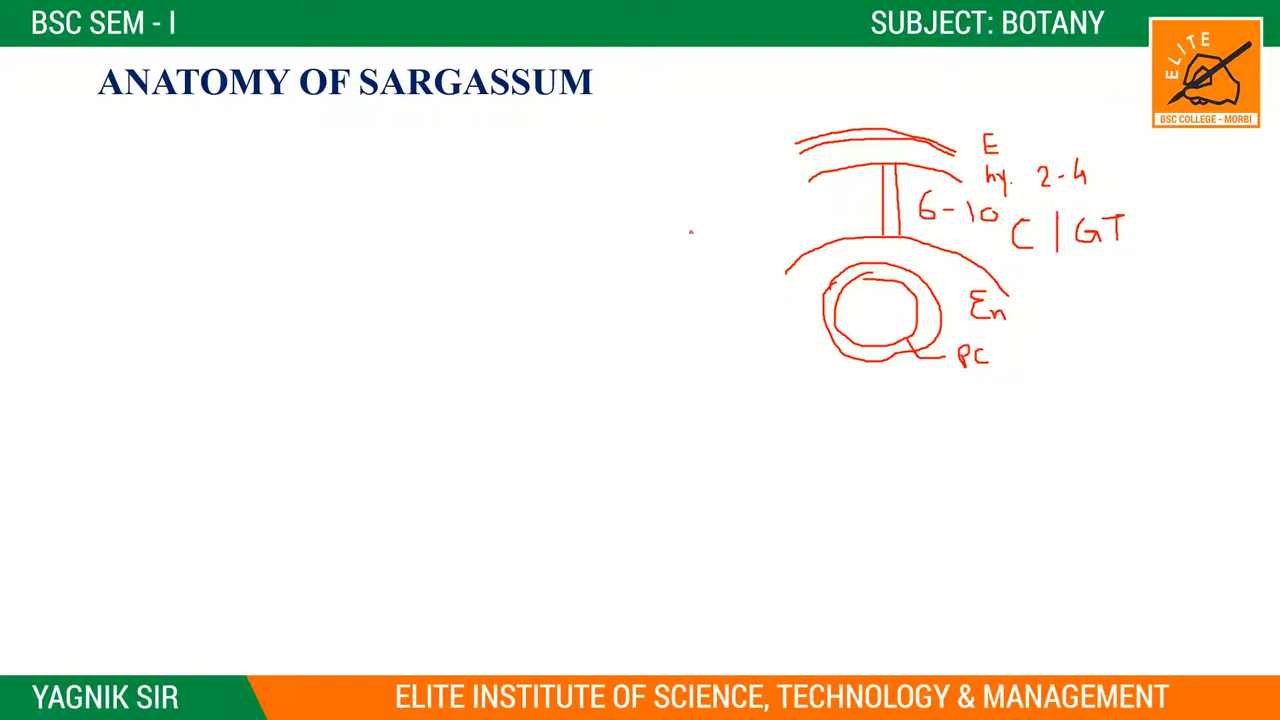 BSC SEM - I
SUBJECT: BOTANY
ELITE
BSC COLLEGE - MORBI
ANATOMY OF SARGASSUM
E
hy. 2-4
6-10
C | GT
En
PC
YAGNIK SIR
ELITE INSTITUTE OF SCIENCE, TECHNOLOGY & MANAGEMENT